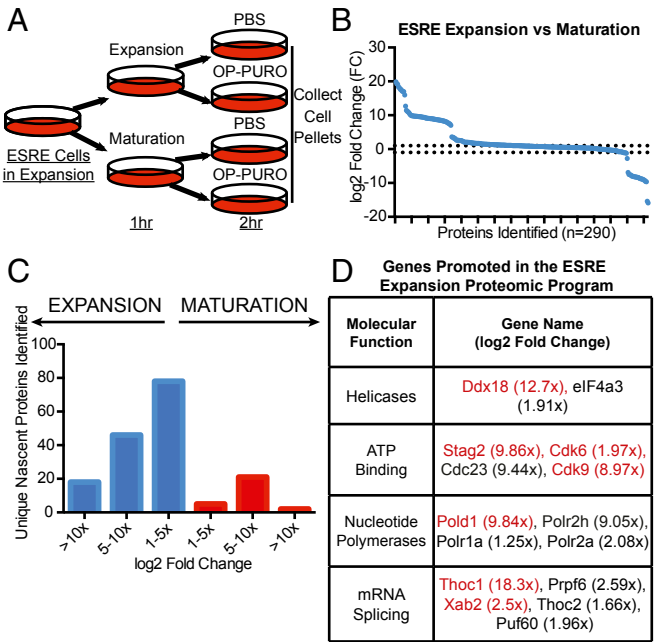 A
PBS
Expansion
OP-PURO
Maturation
PBS
OP-PURO
Collect
Cell
Pellets
ESRE Cells
in Expansion
1hr
2hr
B
ESRE Expansion vs Maturation
log2 Fold Change (FC)
30
20
10
0
-10
-20
Proteins Identified (n=290)
C
EXPANSION
MATURATION
Unique Nascent Proteins Identified
100
80
60
40
20
0
>10x
5-10x
1-5x
1-5x
5-10x
>10x
log2 Fold Change
D
Genes Promoted in the ESRE
Expansion Proteomic Program
Molecular
Function
Gene Name
(log2 Fold Change)
Helicases
Ddx18 (12.7x), eIF4a3
(1.91x)
ATP
Binding
Stag2 (9.86x), Cdk6 (1.97x),
Cdc23 (9.44x), Cdk9 (8.97x)
Nucleotide
Polymerases
Pold1 (9.84x), Polr2h (9.05x),
Polr1a (1.25x), Polr2a (2.08x)
mRNA
Splicing
Thoc1 (18.3x), Prpf6 (2.59x),
Xab2 (2.5x), Thoc2 (1.66x),
Puf60 (1.96x)